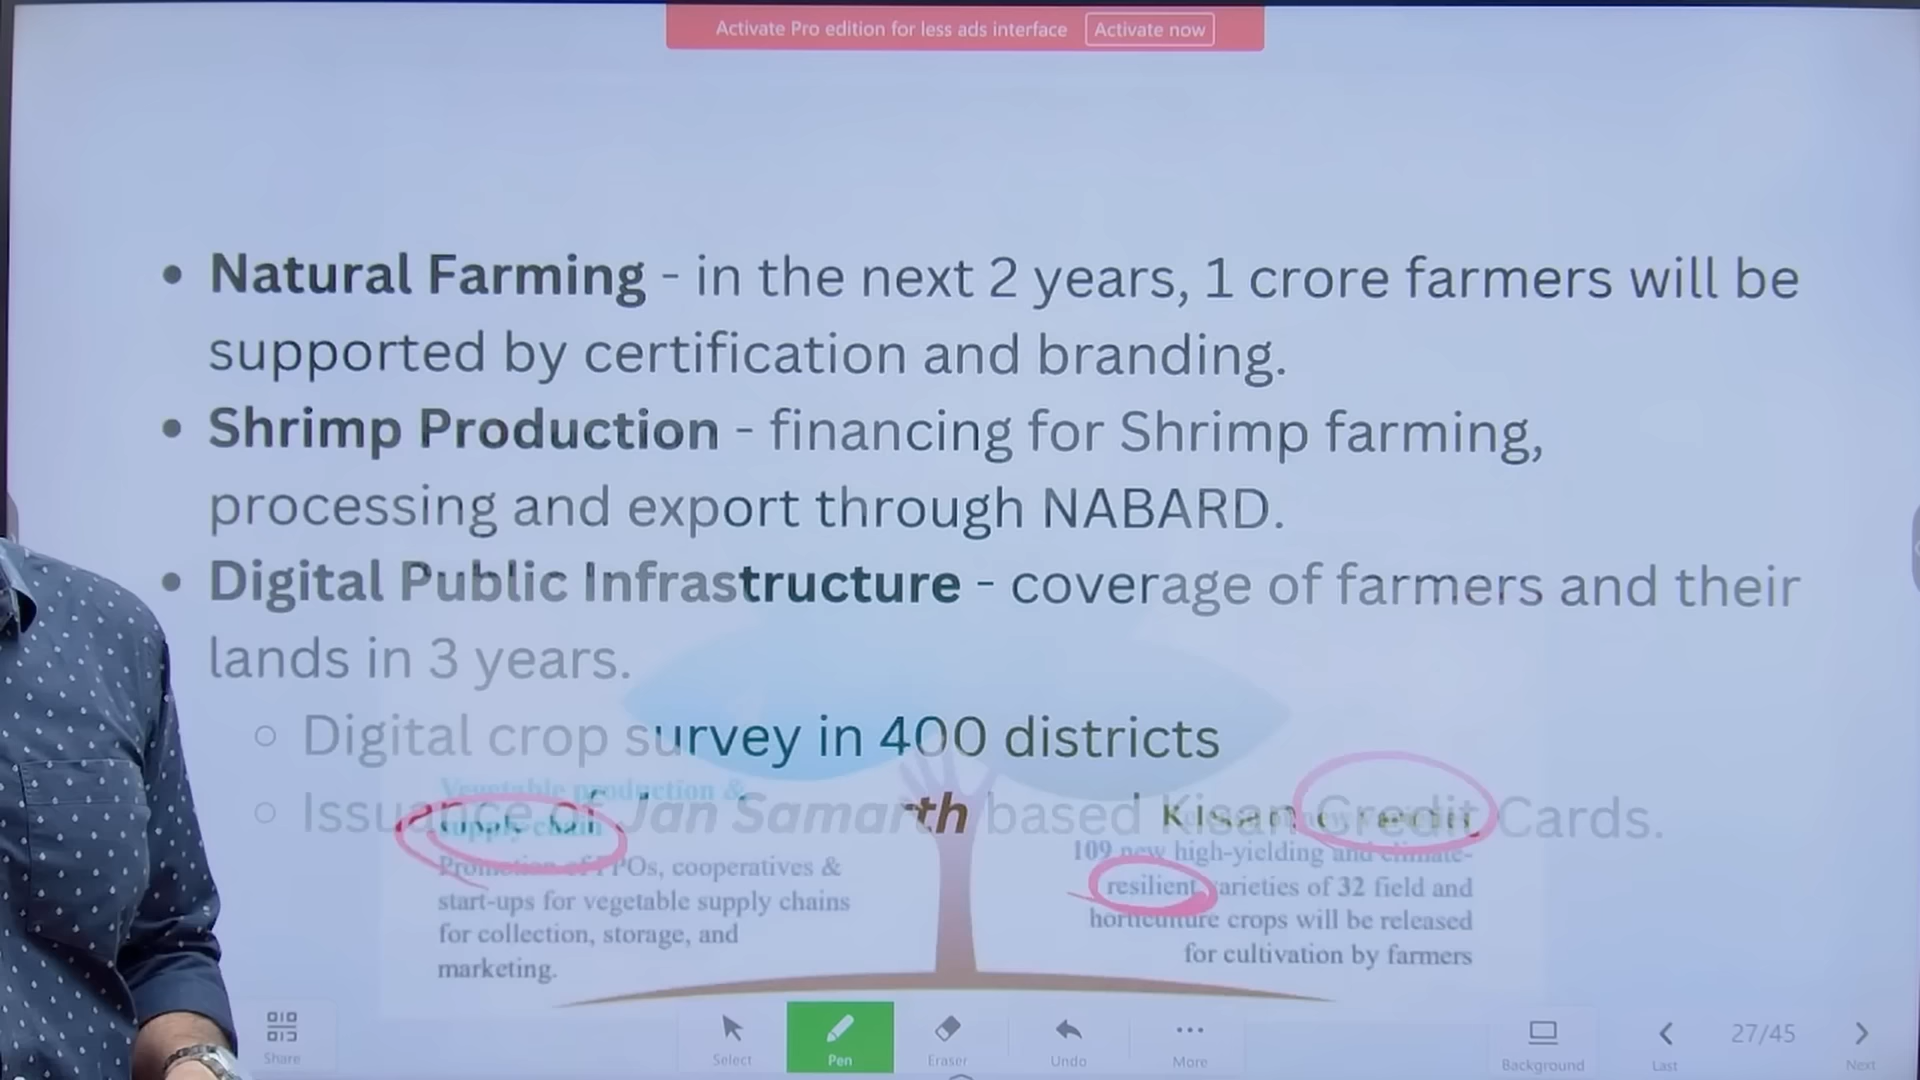 Activate Pro edition for less ads interface Activate now
• Natural Farming - in the next 2 years, 1 crore farmers will be
supported by certification and branding.
• Shrimp Production - financing for Shrimp farming,
processing and export through NABARD.
• Digital Public Infrastructure - coverage of farmers and their
lands in 3 years.
○ Digital crop survey in 400 districts
○ Issuance of Jan Samarth based Kisan Credit Cards.
Vegetable production &
supply chain
Promotion of FPOs, cooperatives &
start-ups for vegetable supply chains
for collection, storage, and
marketing.
109 new high-yielding and climate-
resilient varieties of 32 field and
horticulture crops will be released
for cultivation by farmers
Share
Select
Pen
Eraser
Undo
More
Background
Last
27/45
Next